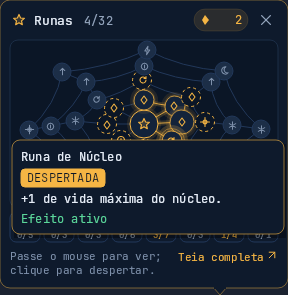 Runas 4/32 2
Runa de Núcleo
DESPERTADA
+1 de vida máxima do núcleo.
Efeito ativo
Passe o mouse para ver; Teia completa
clique para despertar.